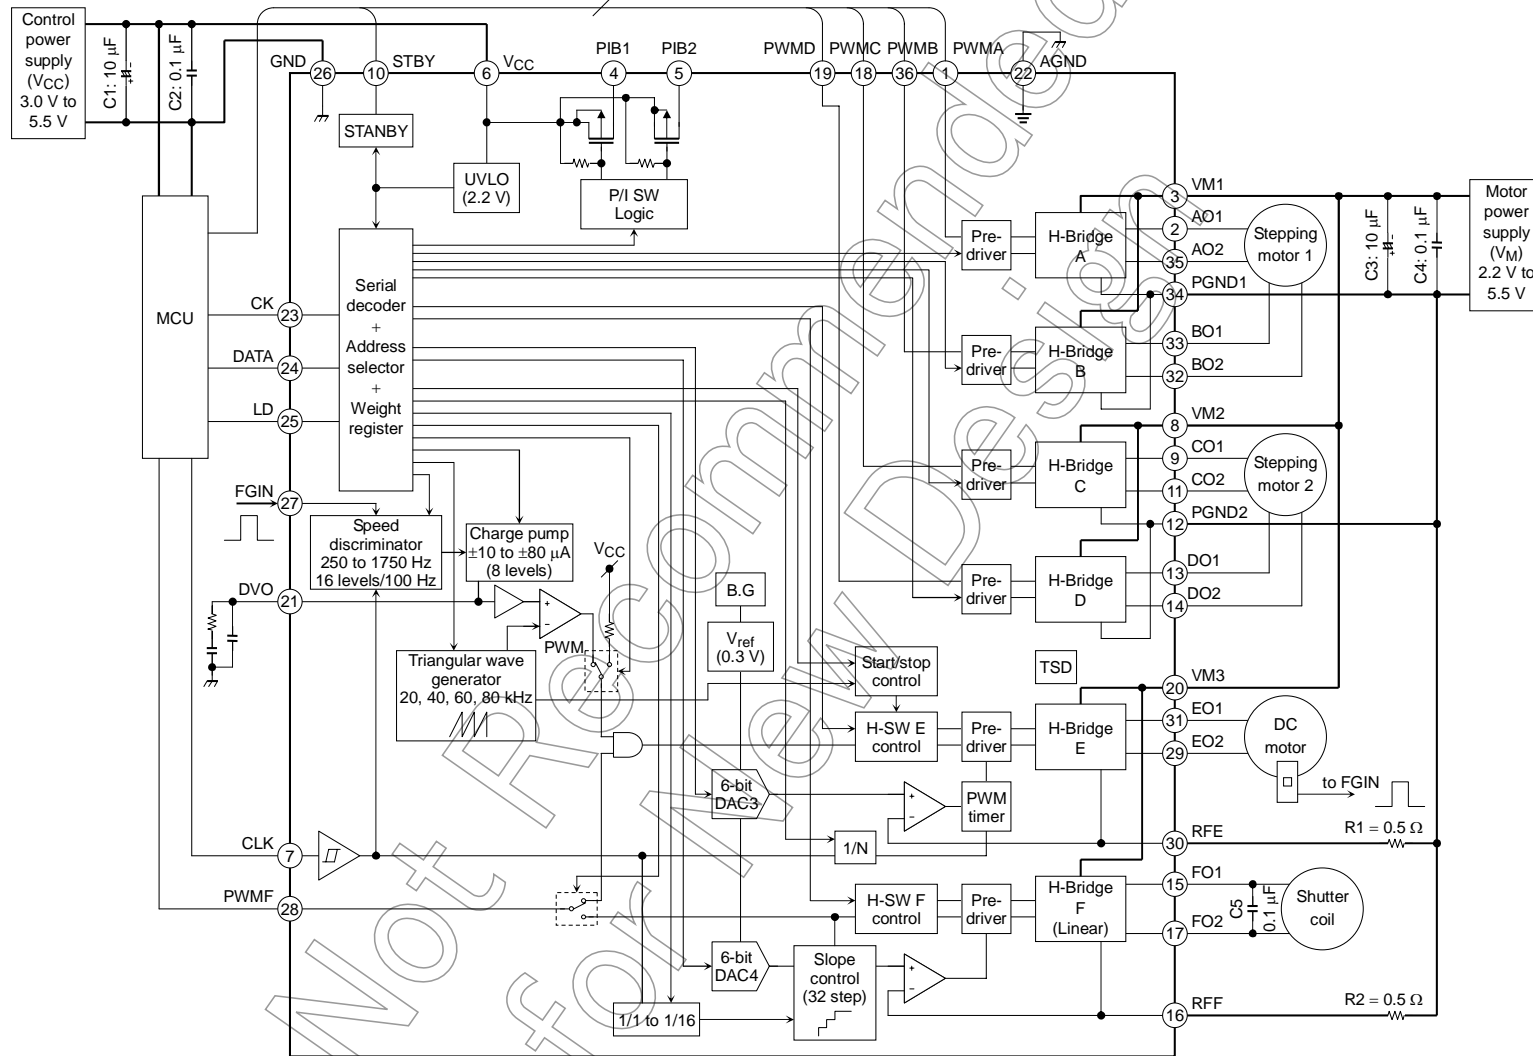 Control
power
supply
(VCC)
3.0 V to
5.5 V
C1: 10 μF
C2: 0.1 μF
GND
26
10
STBY
6
VCC
PIB1
4
PIB2
5
PWMD
19
PWMC
18
PWMB
36
PWMA
1
22
AGND
STANBY
UVLO
(2.2 V)
P/I SW
Logic
MCU
CK
23
DATA
24
LD
25
Serial
decoder
+
Address
selector
+
Weight
register
Pre-
driver
H-Bridge
A
Pre-
driver
H-Bridge
B
Pre-
driver
H-Bridge
C
Pre-
driver
H-Bridge
D
3
VM1
2
AO1
35
AO2
34
PGND1
33
BO1
32
BO2
8
VM2
9
CO1
11
CO2
12
PGND2
13
DO1
14
DO2
Stepping
motor 1
Stepping
motor 2
C3: 10 μF
C4: 0.1 μF
Motor
power
supply
(VM)
2.2 V to
5.5 V
FGIN
27
Speed
discriminator
250 to 1750 Hz
16 levels/100 Hz
Charge pump
±10 to ±80 μA
(8 levels)
VCC
DVO
21
+
−
PWM
B.G
Vref
(0.3 V)
Triangular wave
generator
20, 40, 60, 80 kHz
Start/stop
control
TSD
H-SW E
control
Pre-
driver
H-Bridge
E
20
VM3
31
EO1
29
EO2
DC
motor
to FGIN
6-bit
DAC3
+
−
PWM
timer
CLK
7
1/N
30
RFE
R1 = 0.5 Ω
PWMF
28
H-SW F
control
Pre-
driver
H-Bridge
F
(Linear)
15
FO1
17
FO2
C5
0.1 μF
Shutter
coil
6-bit
DAC4
Slope
control
(32 step)
+
−
1/1 to 1/16
16
RFF
R2 = 0.5 Ω
Not Recommended
for New Design